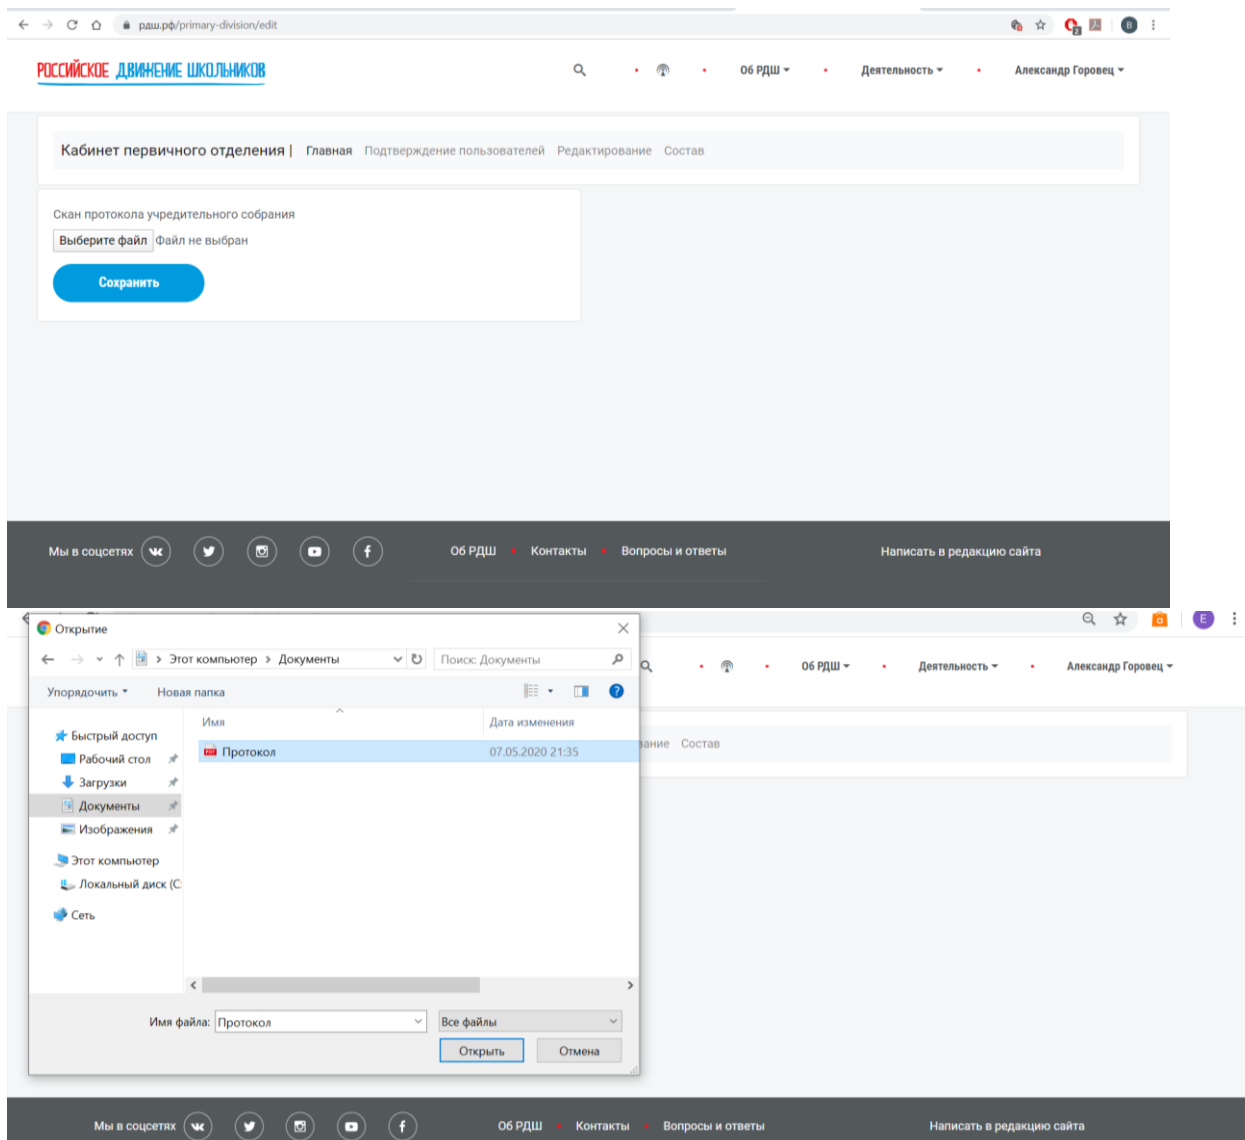 рдш.рф/primary-division/edit
2
В
РОССИЙСКОЕ ДВИЖЕНИЕ ШКОЛЬНИКОВ
Об РДШ
Деятельность
Александр Горовец
Кабинет первичного отделения | Главная Подтверждение пользователей Редактирование Состав
Скан протокола учредительного собрания
Выберите файл Файл не выбран
Сохранить
Мы в соцсетях
Об РДШ • Контакты • Вопросы и ответы
Написать в редакцию сайта
Открытие
a
E
Этот компьютер > Документы
Поиск: Документы
Об РДШ
Деятельность
Александр Горовец
Упорядочить
Новая папка
?
Имя
Дата изменения
Быстрый доступ
Рабочий стол
Загрузки
Документы
Изображения
Этот компьютер
Локальный диск (C
Сеть
PDF Протокол 07.05.2020 21:35
вание Состав
Имя файла: Протокол
Все файлы
Открыть
Отмена
Мы в соцсетях
Об РДШ • Контакты • Вопросы и ответы
Написать в редакцию сайта